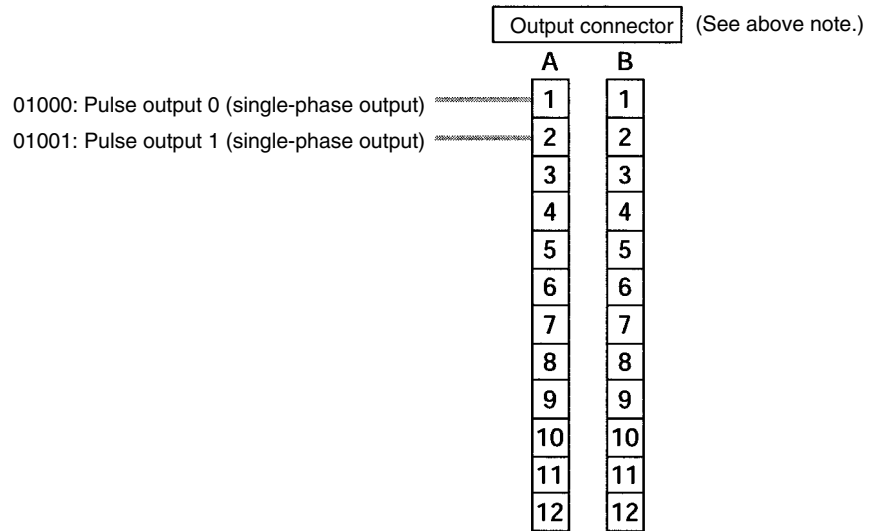 Output connector (See above note.)
A B
01000: Pulse output 0 (single-phase output) 1 1
01001: Pulse output 1 (single-phase output) 2 2
3 3
4 4
5 5
6 6
7 7
8 8
9 9
10 10
11 11
12 12